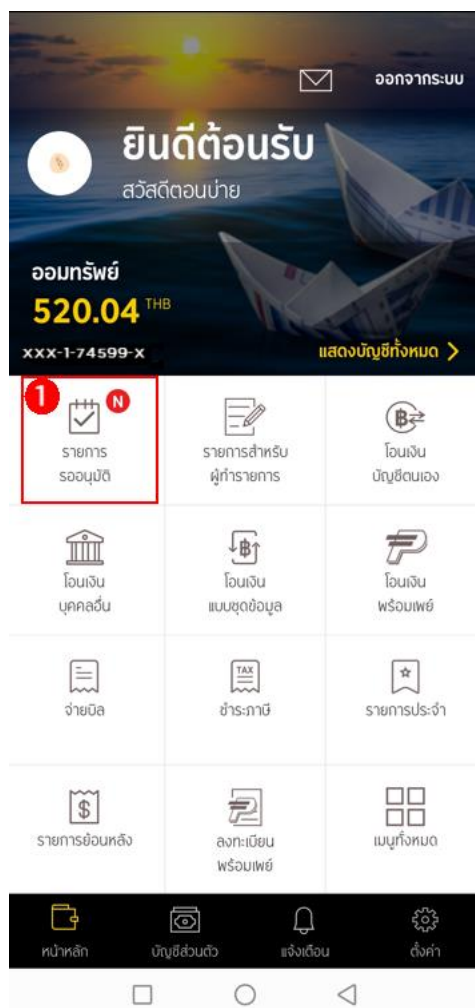 ออกจากระบบ
ยินดีต้อนรับ
สวัสดีตอนบ่าย
ออมทรัพย์
520.04 THB
xxx-1-74599-x
แสดงบัญชีทั้งหมด >
1
N
รายการ
รออนุมัติ
รายการสำหรับ
ผู้ทำรายการ
฿
โอนเงิน
บัญชีตนเอง
โอนเงิน
บุคคลอื่น
฿
โอนเงิน
แบบชุดข้อมูล
โอนเงิน
พร้อมเพย์
จ่ายบิล
TAX
ชำระภาษี
รายการประจำ
$
รายการย้อนหลัง
ลงทะเบียน
พร้อมเพย์
เมนูทั้งหมด
หน้าหลัก
บัญชีส่วนตัว
แจ้งเตือน
ตั้งค่า